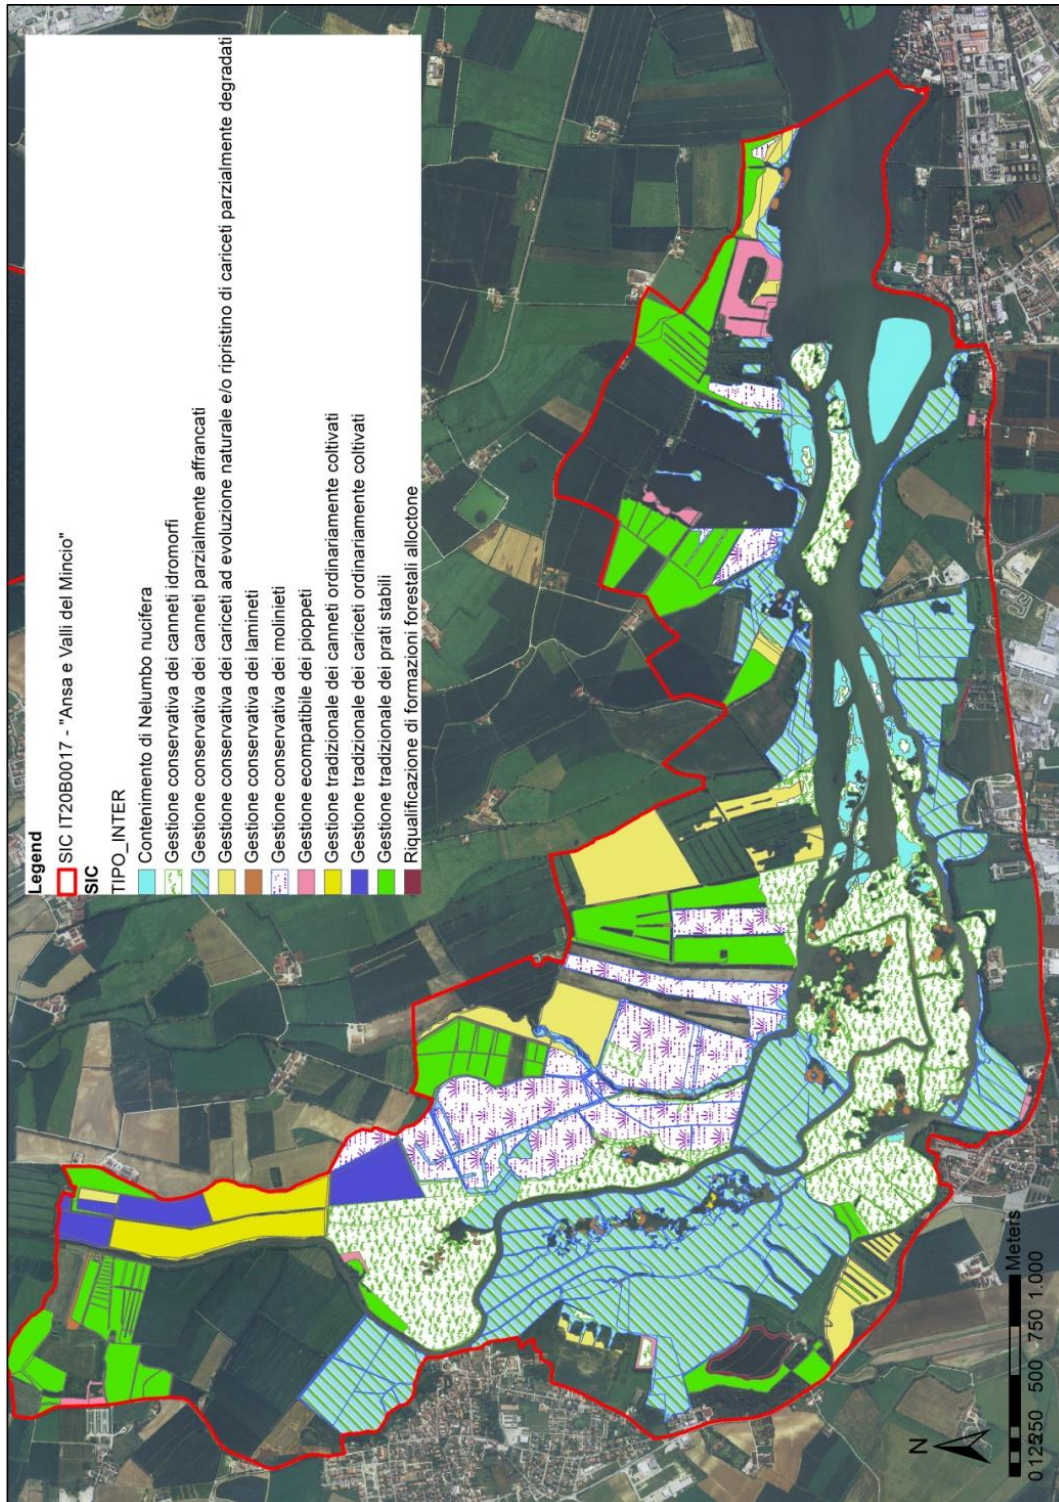 Legend
SIC IT20B0017 - "Ansa e Valli del Mincio"
SIC
TIPO_INTER
Contenimento di Nelumbo nucifera
Gestione conservativa dei canneti idromorfi
Gestione conservativa dei canneti parzialmente affrancati
Gestione conservativa dei cariceti ad evoluzione naturale e/o ripristino di cariceti parzialmente degradati
Gestione conservativa dei lamineti
Gestione conservativa dei molinieti
Gestione ecompatibile dei pioppeti
Gestione tradizionale dei canneti ordinariamente coltivati
Gestione tradizionale dei cariceti ordinariamente coltivati
Gestione tradizionale dei prati stabili
Riqualificazione di formazioni forestali alloctone
N
0 125250 500 750 1.000
Meters